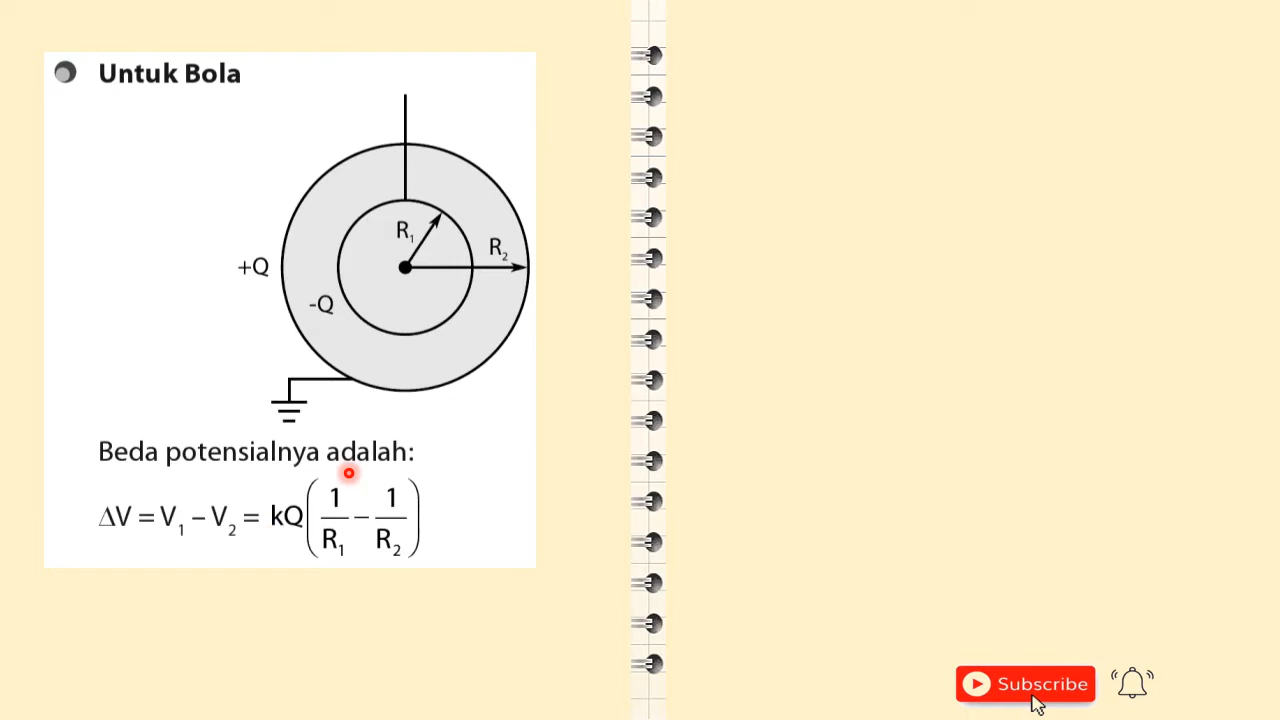 Untuk Bola
R₁
R₂
+Q
-Q
Beda potensialnya adalah:
ΔV = V₁ – V₂ = kQ(1/R₁ – 1/R₂)
Subscribe